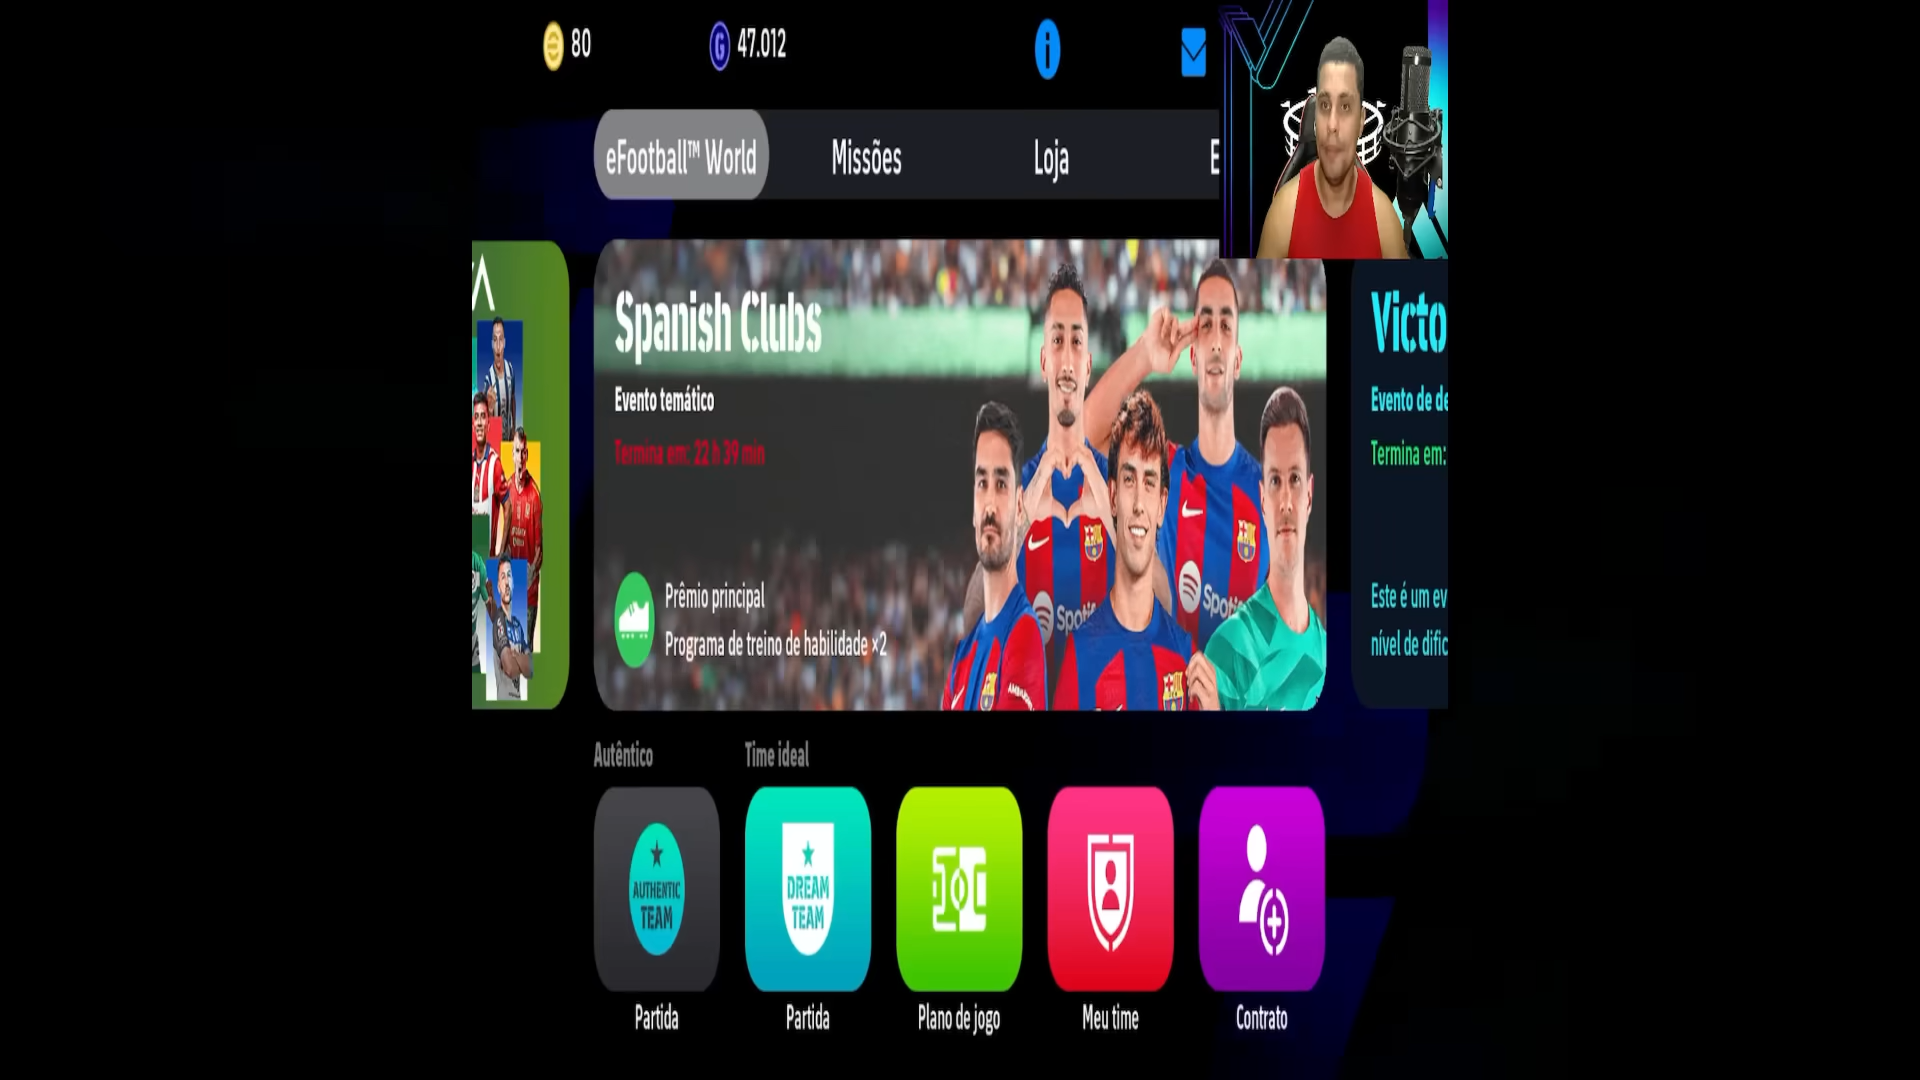 80
47.012
eFootball™ World
Missões
Loja
E
Spanish Clubs
Evento temático
Termina em: 22 h 39 min
Prêmio principal
Programa de treino de habilidade ×2
Spotify
Victo
Evento de de
Termina em:
Este é um ev
nível de dific
Autêntico
Time ideal
AUTHENTIC
TEAM
DREAM
TEAM
Partida
Partida
Plano de jogo
Meu time
Contrato